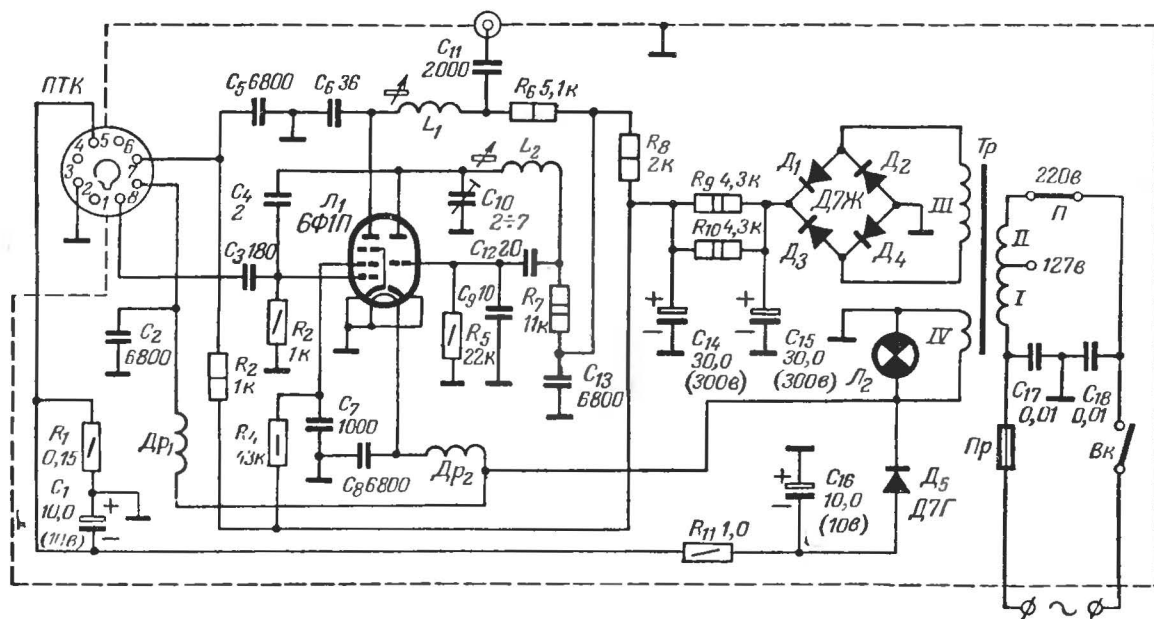 ПТК
4
5
6
3
7
2
1
8
C5 6800
C6 36
C11
2000
R6 5,1к
L1
L2
R8
2к
C4
2
Л1
6Ф1П
C10
2÷7
C3 180
C12 20
R9 4,3к
R10 4,3к
Д1
Д2
Д7Ж
Д3
Д4
III
Тр
220в
П
II
127в
I
C2
6800
R2
1к
R2
1к
C9 10
R5
22к
R7
11к
C13
6800
+
−
C14
30,0
(300в)
+
−
C15
30,0
(300в)
IV
Л2
C17
0,01
C18
0,01
R1
0,15
Др1
R4
43к
C7
1000
C8 6800
Др2
C1
10,0
(10в)
+
−
+
−
C16
10,0
(10в)
Д5
Д7Г
Пр
Вк
R11 1,0
~